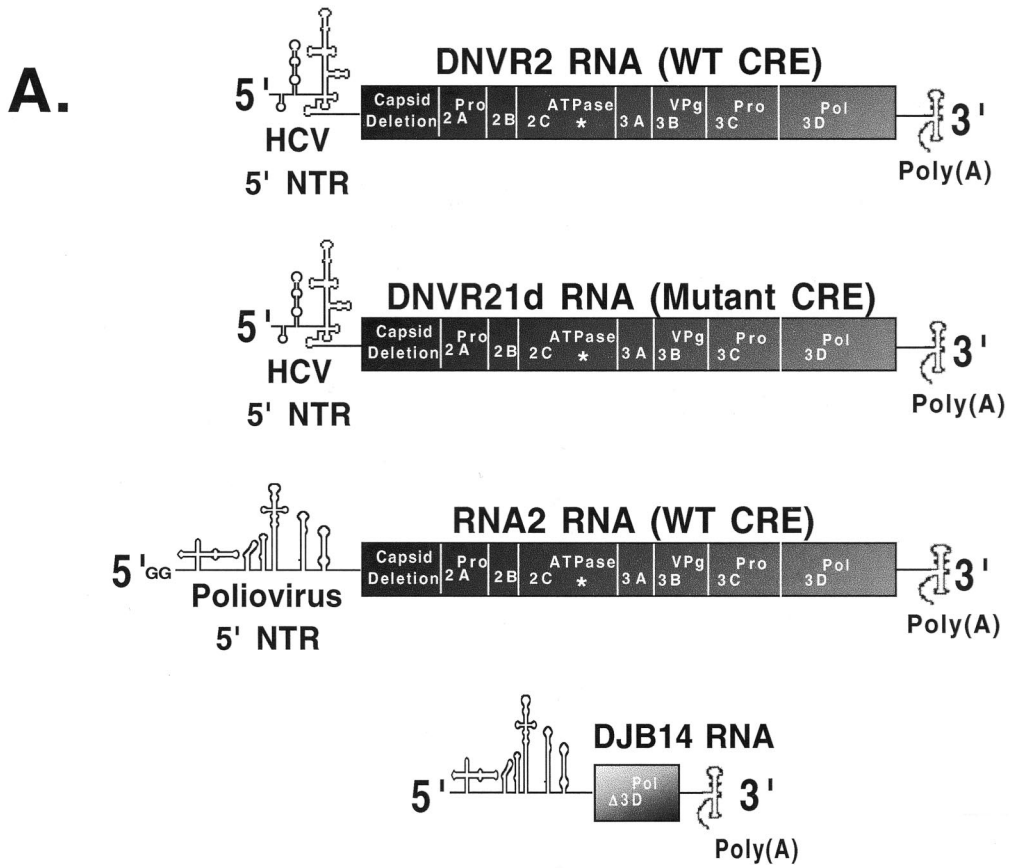 A.
DNVR2 RNA (WT CRE)
5' Capsid Deletion 2A Pro 2B 2C ATPase * 3A 3B VPg 3C Pro 3D Pol 3'
HCV
5' NTR
Poly(A)
DNVR21d RNA (Mutant CRE)
5' Capsid Deletion 2A Pro 2B 2C ATPase * 3A 3B VPg 3C Pro 3D Pol 3'
HCV
5' NTR
Poly(A)
RNA2 RNA (WT CRE)
5'GG Capsid Deletion 2A Pro 2B 2C ATPase * 3A 3B VPg 3C Pro 3D Pol 3'
Poliovirus
5' NTR
Poly(A)
DJB14 RNA
5' Δ3D Pol 3'
Poly(A)